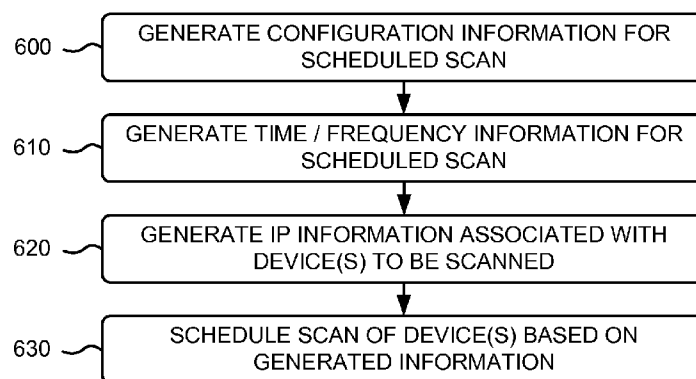 600
GENERATE CONFIGURATION INFORMATION FOR
SCHEDULED SCAN
610
GENERATE TIME / FREQUENCY INFORMATION FOR
SCHEDULED SCAN
620
GENERATE IP INFORMATION ASSOCIATED WITH
DEVICE(S) TO BE SCANNED
630
SCHEDULE SCAN OF DEVICE(S) BASED ON
GENERATED INFORMATION